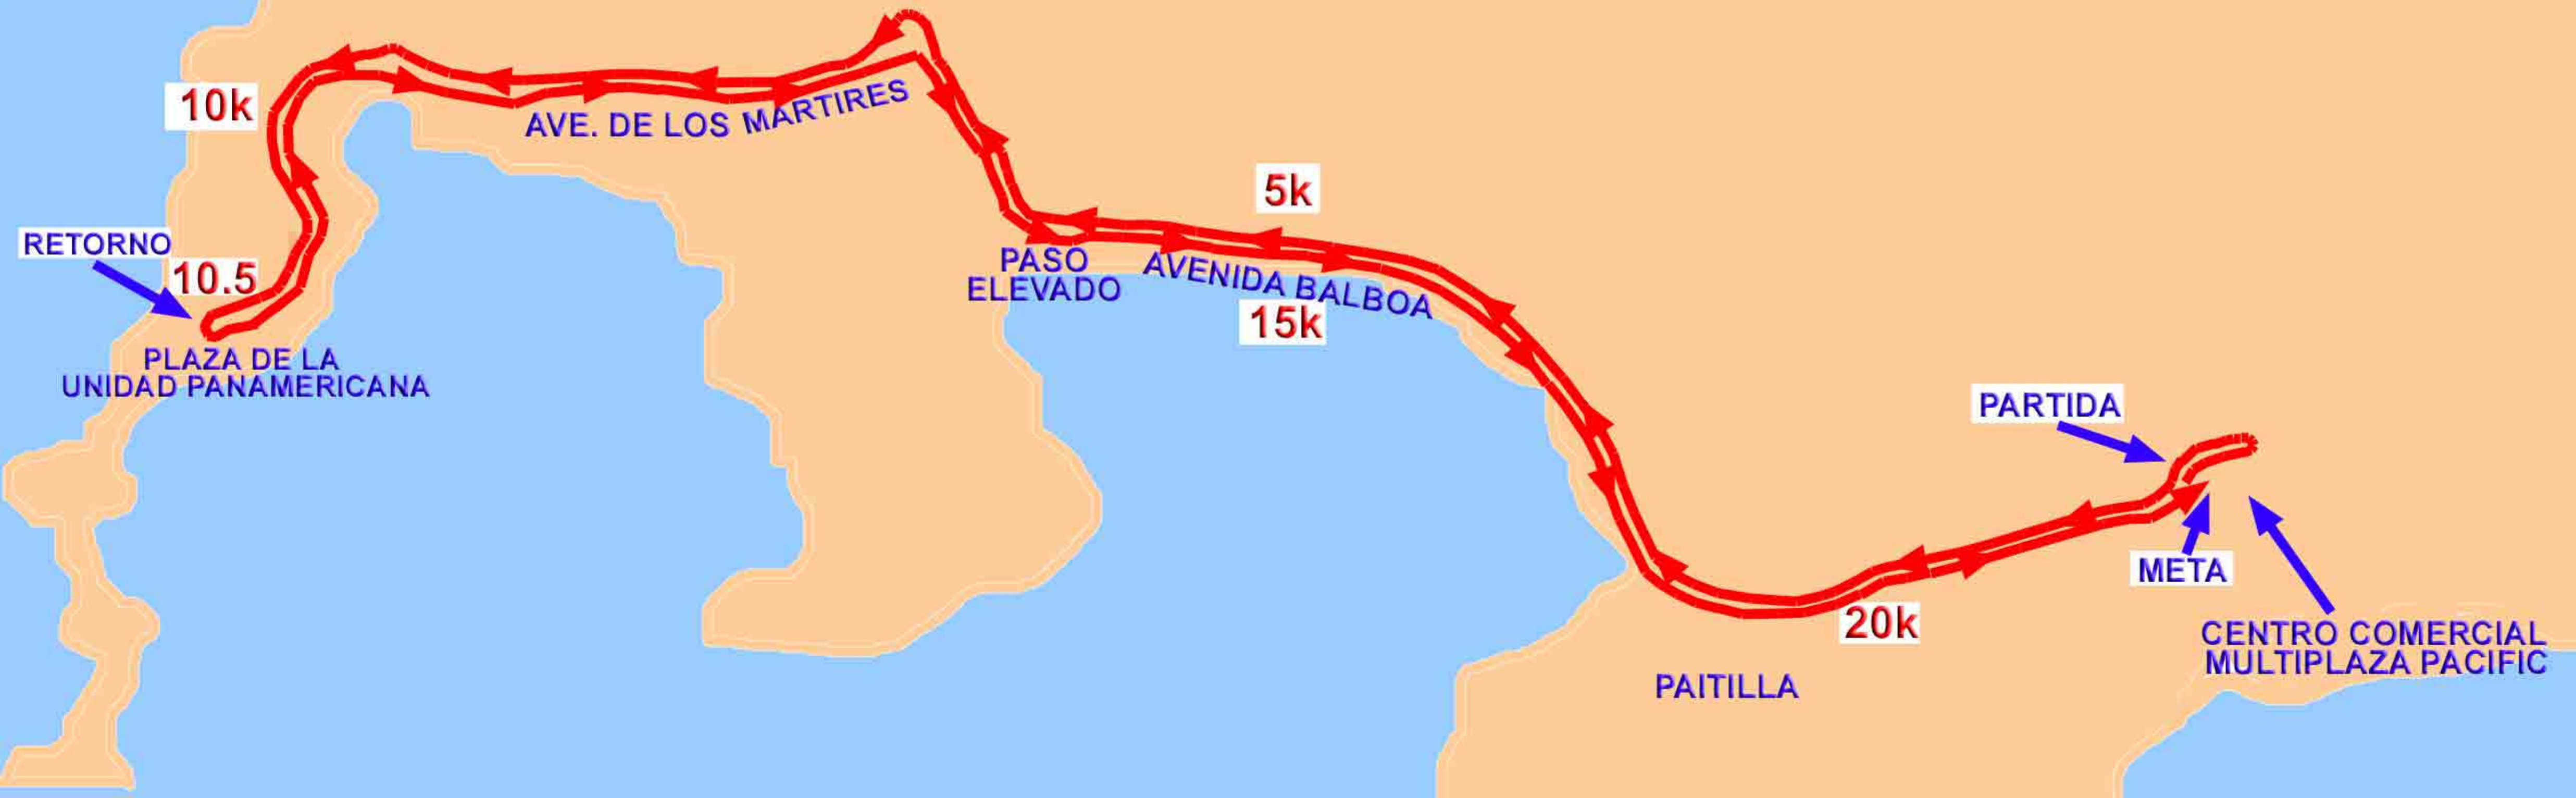 10k
AVE. DE LOS MARTIRES
5k
RETORNO
10.5
PASO
ELEVADO
AVENIDA BALBOA
15k
PLAZA DE LA
UNIDAD PANAMERICANA
PARTIDA
META
20k
CENTRO COMERCIAL
MULTIPLAZA PACIFIC
PAITILLA